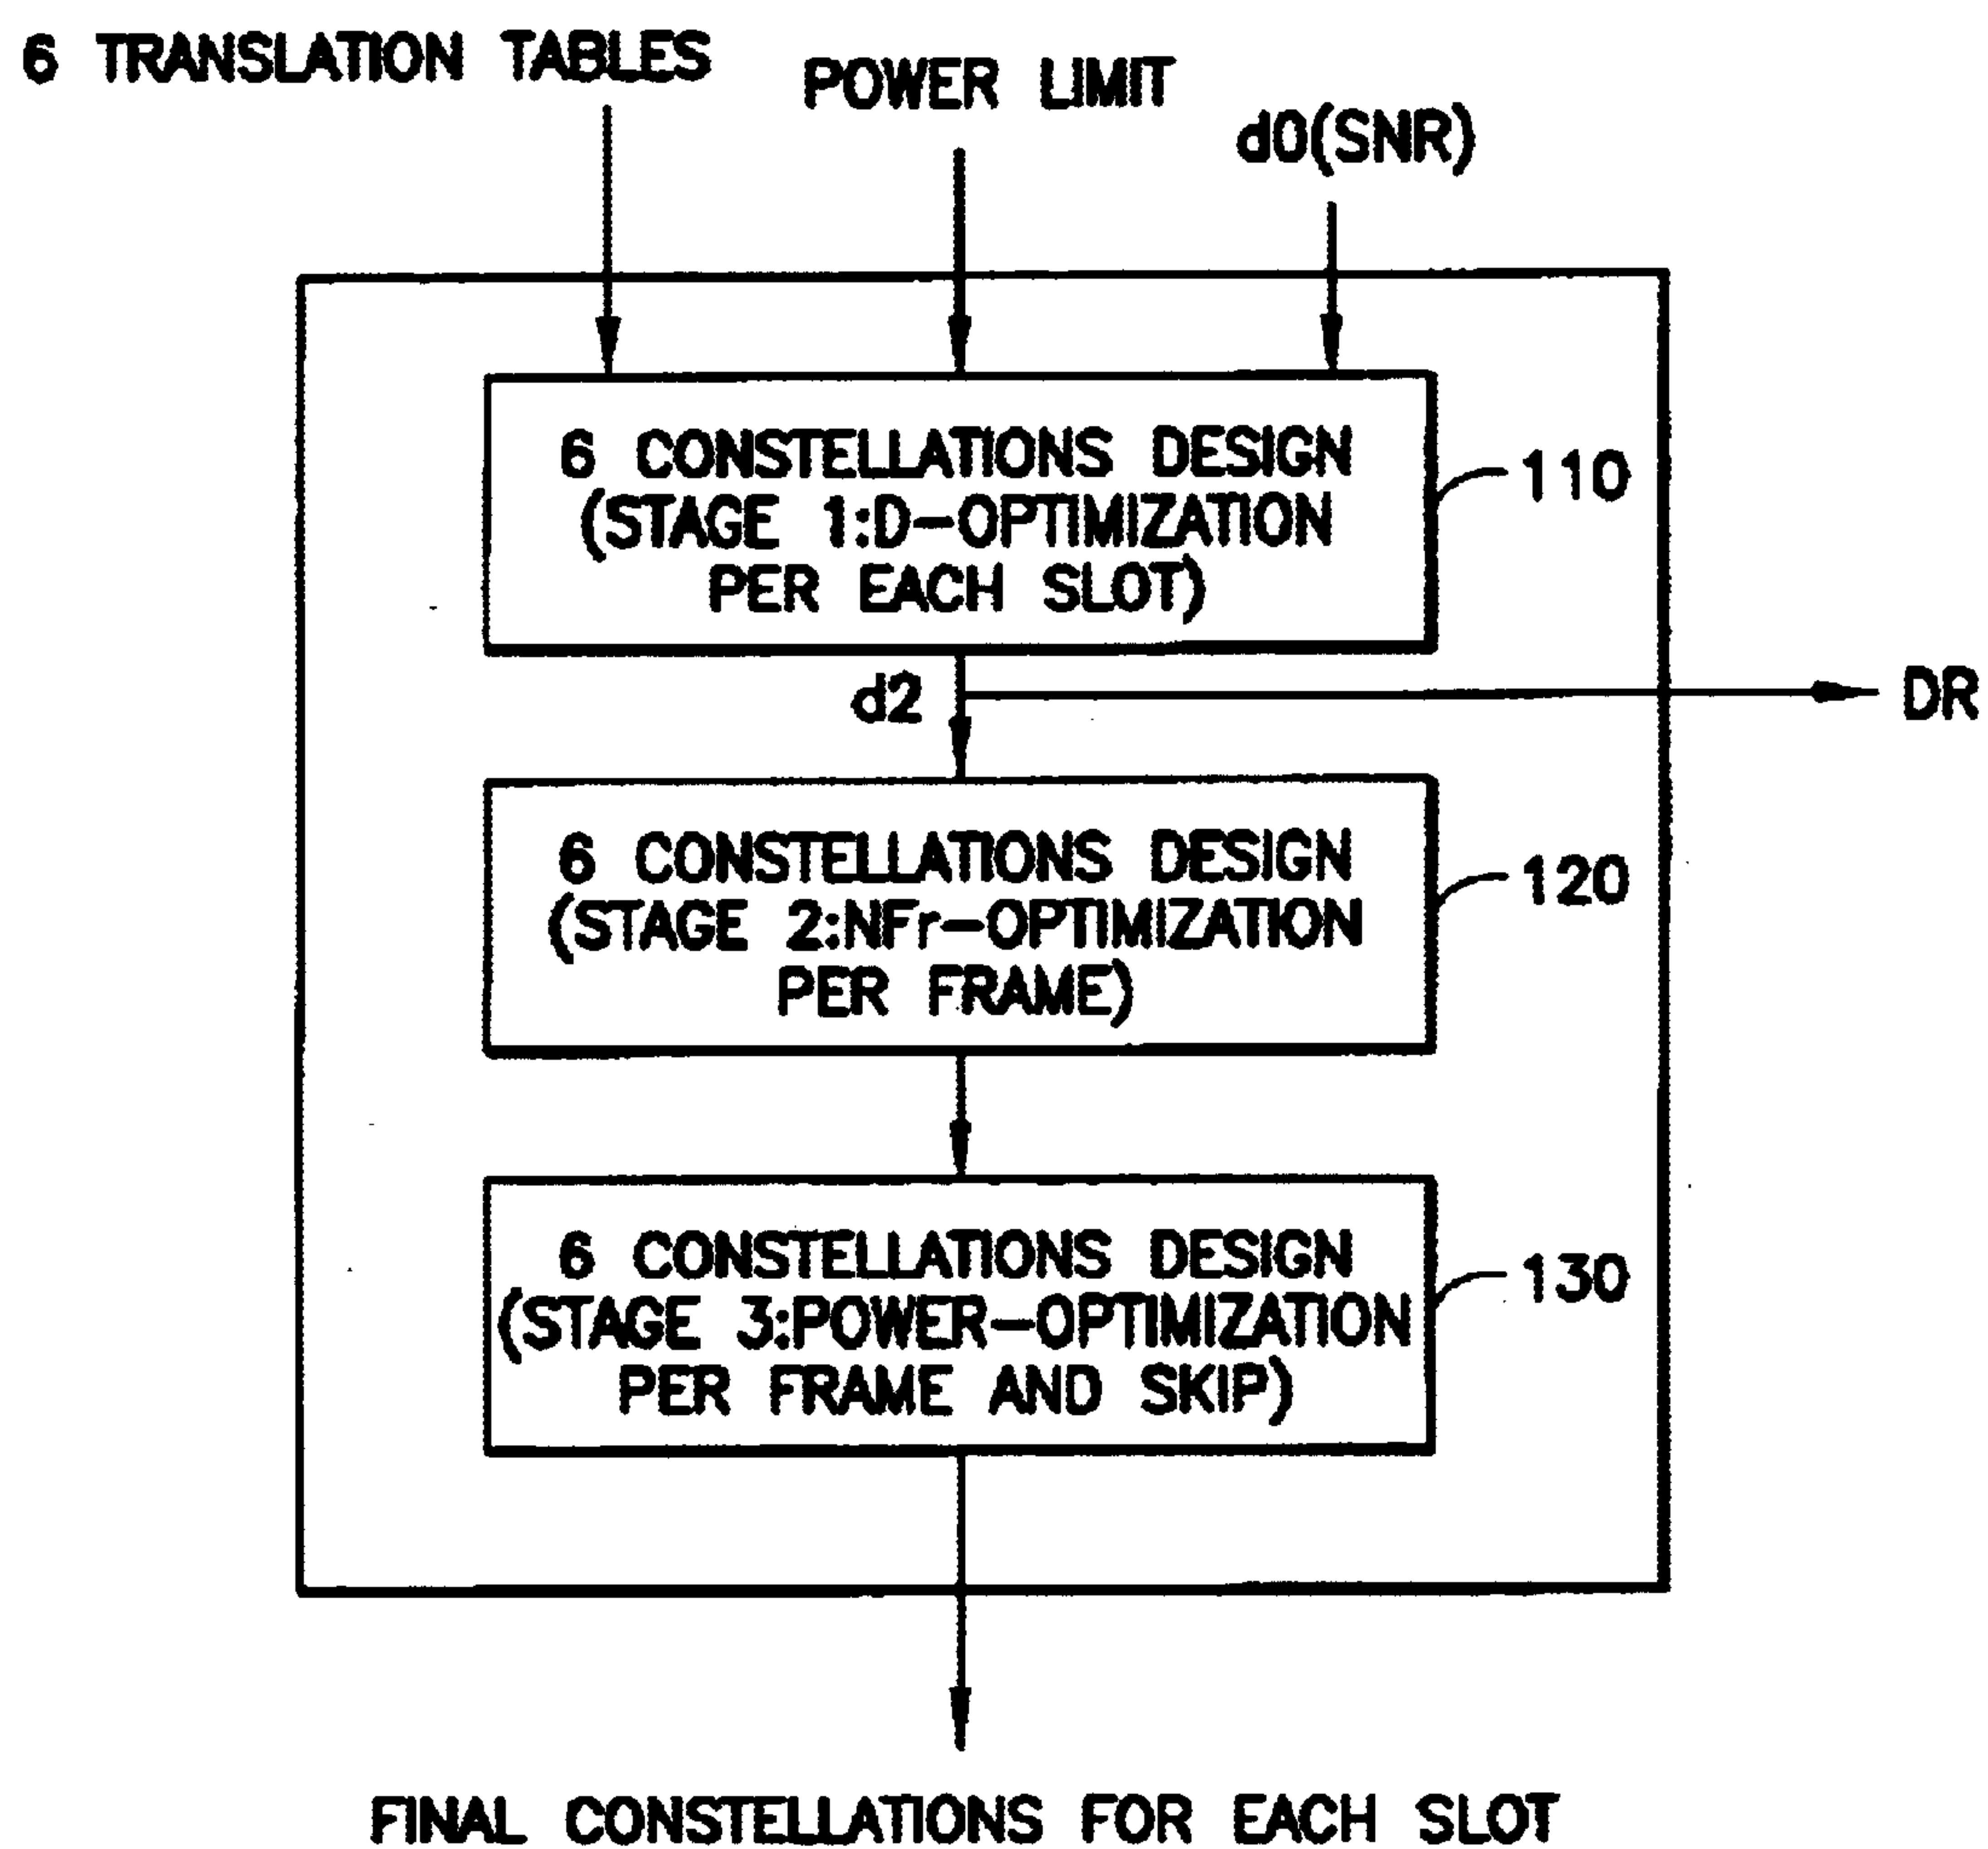 6 TRANSLATION TABLES
POWER LIMIT
d0(SNR)
6 CONSTELLATIONS DESIGN
(STAGE 1:D-OPTIMIZATION
PER EACH SLOT)
110
d2
DR
6 CONSTELLATIONS DESIGN
(STAGE 2:NFr-OPTIMIZATION
PER FRAME)
120
6 CONSTELLATIONS DESIGN
(STAGE 3:POWER-OPTIMIZATION
PER FRAME AND SKIP)
130
FINAL CONSTELLATIONS FOR EACH SLOT